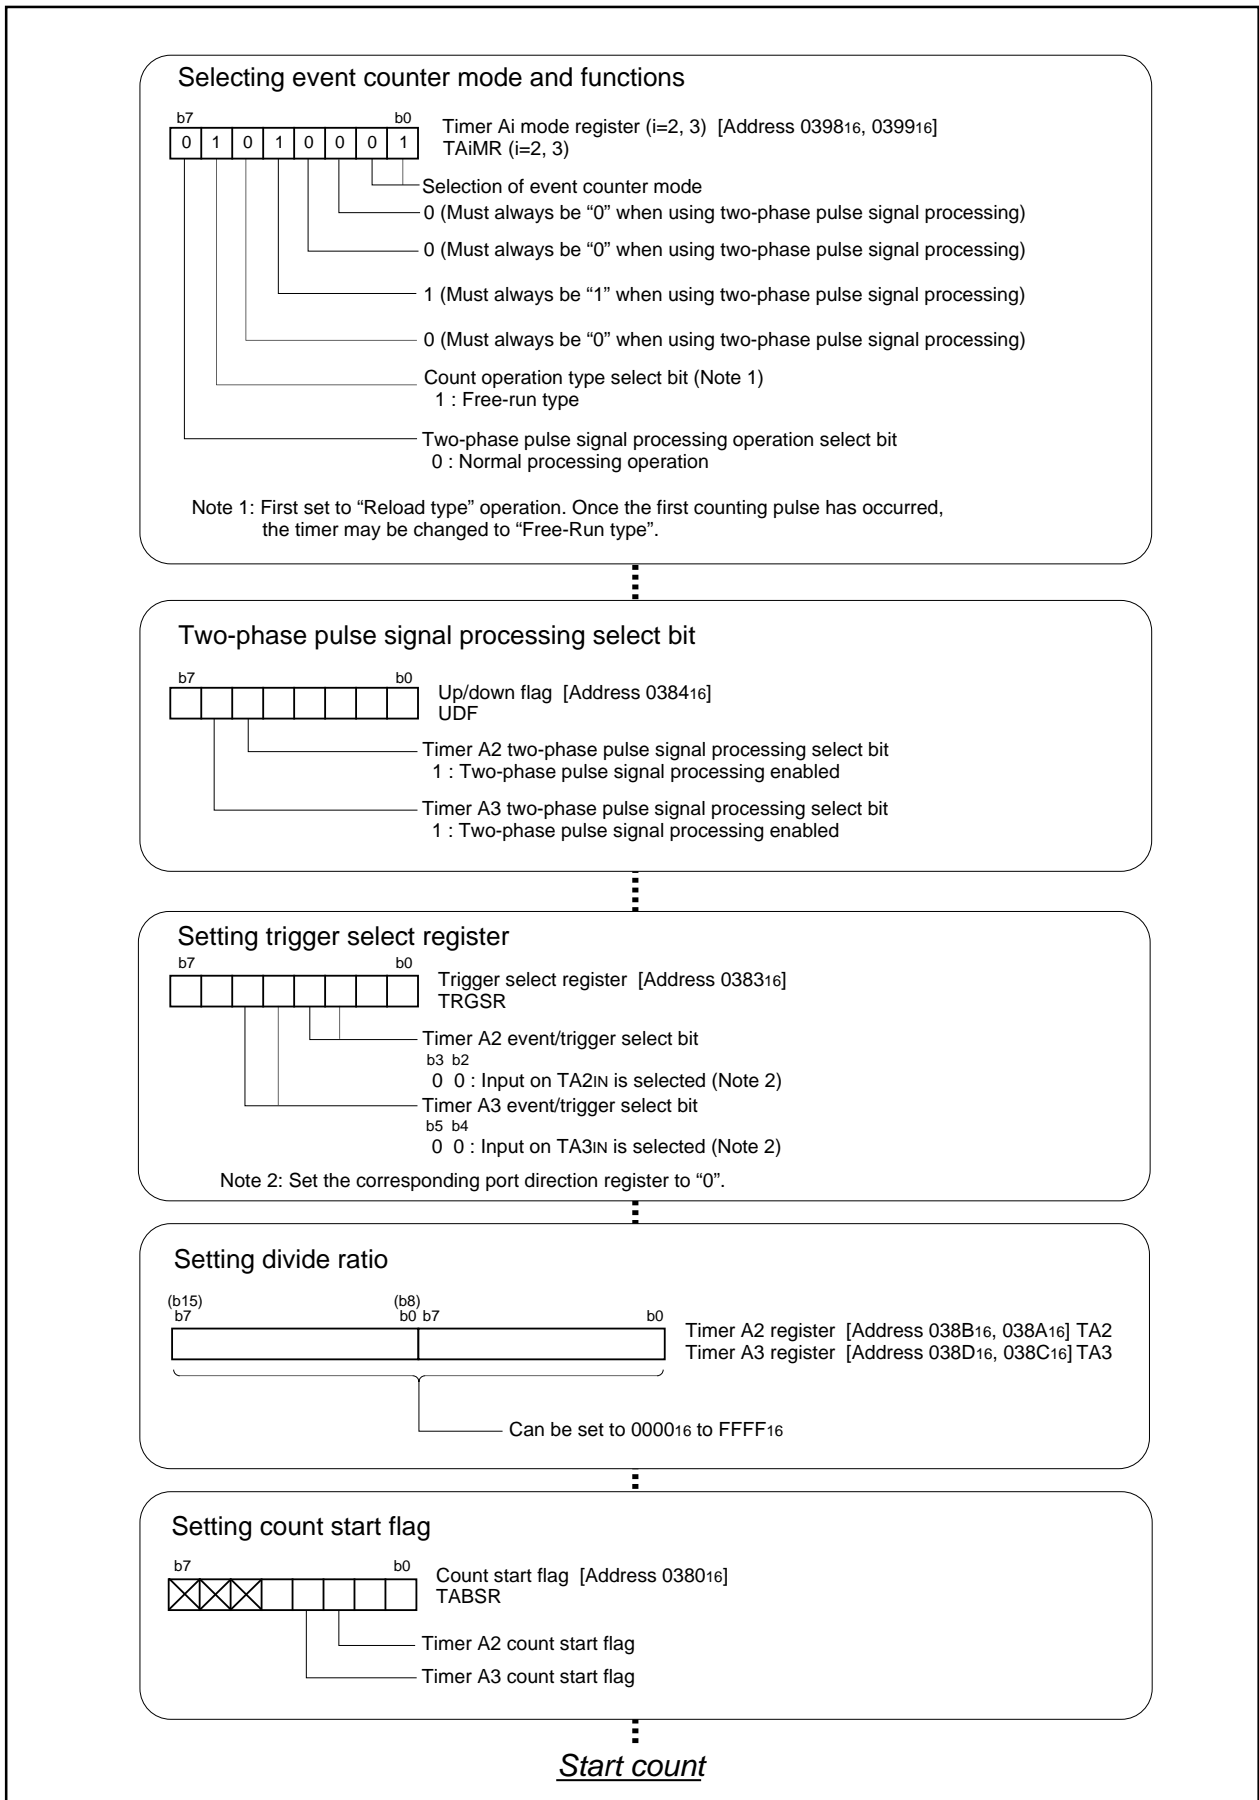 Selecting event counter mode and functions
b7 b0
0 1 0 1 0 0 0 1
Timer Ai mode register (i=2, 3) [Address 039816, 039916]
TAiMR (i=2, 3)
Selection of event counter mode
0 (Must always be “0” when using two-phase pulse signal processing)
0 (Must always be “0” when using two-phase pulse signal processing)
1 (Must always be “1” when using two-phase pulse signal processing)
0 (Must always be “0” when using two-phase pulse signal processing)
Count operation type select bit (Note 1)
1 : Free-run type
Two-phase pulse signal processing operation select bit
0 : Normal processing operation
Note 1: First set to “Reload type” operation. Once the first counting pulse has occurred,
the timer may be changed to “Free-Run type”.
Two-phase pulse signal processing select bit
b7 b0
Up/down flag [Address 038416]
UDF
Timer A2 two-phase pulse signal processing select bit
1 : Two-phase pulse signal processing enabled
Timer A3 two-phase pulse signal processing select bit
1 : Two-phase pulse signal processing enabled
Setting trigger select register
b7 b0
Trigger select register [Address 038316]
TRGSR
Timer A2 event/trigger select bit
b3 b2
0 0 : Input on TA2IN is selected (Note 2)
Timer A3 event/trigger select bit
b5 b4
0 0 : Input on TA3IN is selected (Note 2)
Note 2: Set the corresponding port direction register to “0”.
Setting divide ratio
(b15) (b8)
b7 b0 b7 b0
Timer A2 register [Address 038B16, 038A16] TA2
Timer A3 register [Address 038D16, 038C16] TA3
Can be set to 000016 to FFFF16
Setting count start flag
b7 b0
Count start flag [Address 038016]
TABSR
Timer A2 count start flag
Timer A3 count start flag
Start count